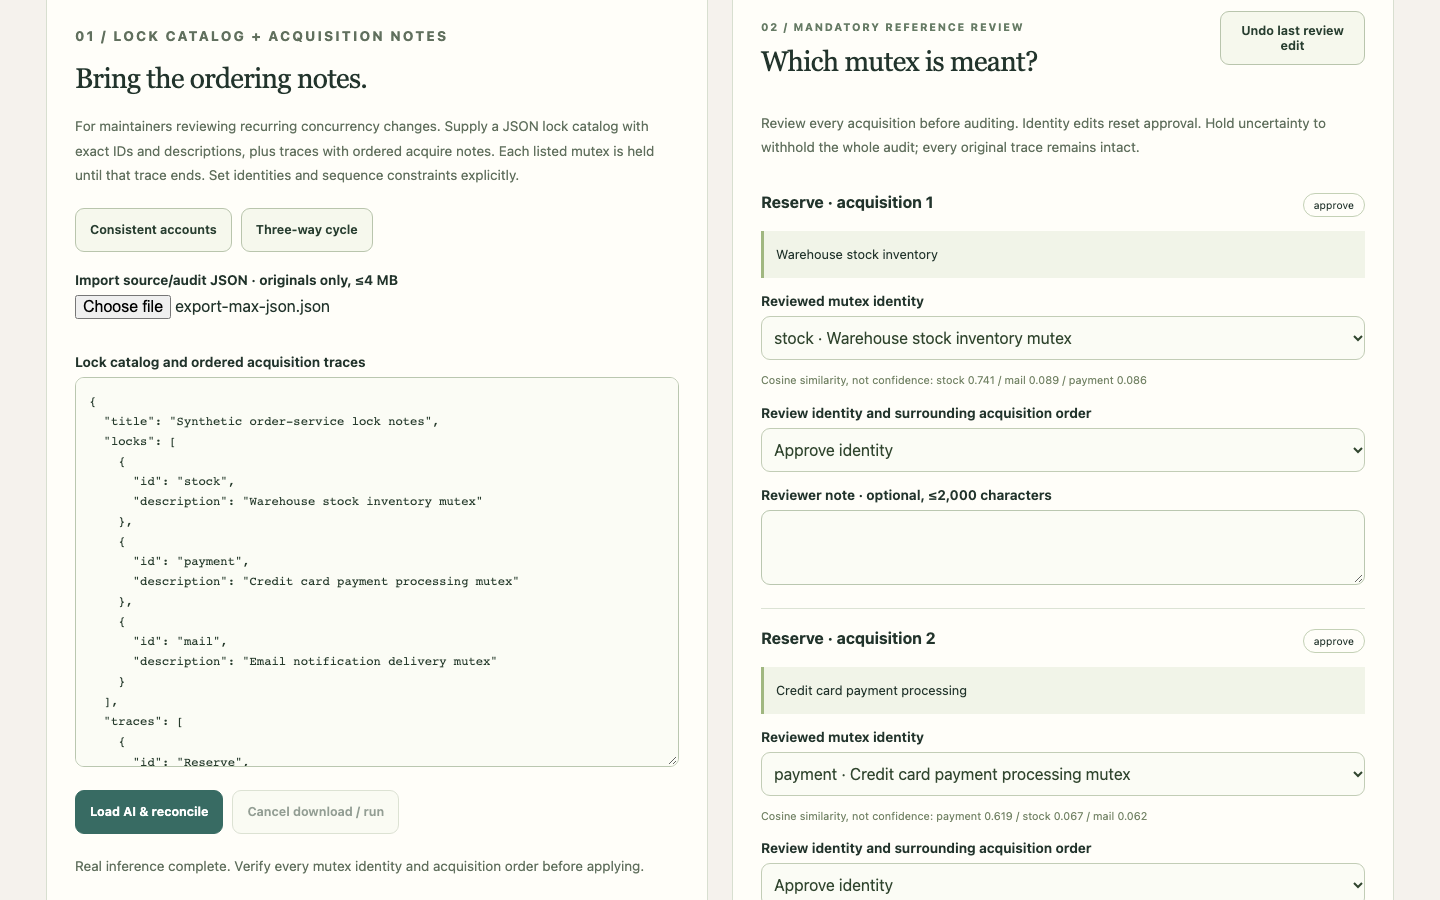 01 / LOCK CATALOG + ACQUISITION NOTES
Bring the ordering notes.
For maintainers reviewing recurring concurrency changes. Supply a JSON lock catalog with
exact IDs and descriptions, plus traces with ordered acquire notes. Each listed mutex is held
until that trace ends. Set identities and sequence constraints explicitly.
Consistent accounts
Three-way cycle
Import source/audit JSON · originals only, ≤4 MB
Choose file export-max-json.json
Lock catalog and ordered acquisition traces
{
  "title": "Synthetic order-service lock notes",
  "locks": [
    {
      "id": "stock",
      "description": "Warehouse stock inventory mutex"
    },
    {
      "id": "payment",
      "description": "Credit card payment processing mutex"
    },
    {
      "id": "mail",
      "description": "Email notification delivery mutex"
    }
  ],
  "traces": [
    {
      "id": "Reserve",
Load AI & reconcile
Cancel download / run
Real inference complete. Verify every mutex identity and acquisition order before applying.
02 / MANDATORY REFERENCE REVIEW
Which mutex is meant?
Undo last review
edit
Review every acquisition before auditing. Identity edits reset approval. Hold uncertainty to
withhold the whole audit; every original trace remains intact.
Reserve · acquisition 1
approve
Warehouse stock inventory
Reviewed mutex identity
stock · Warehouse stock inventory mutex
Cosine similarity, not confidence: stock 0.741 / mail 0.089 / payment 0.086
Review identity and surrounding acquisition order
Approve identity
Reviewer note · optional, ≤2,000 characters
Reserve · acquisition 2
approve
Credit card payment processing
Reviewed mutex identity
payment · Credit card payment processing mutex
Cosine similarity, not confidence: payment 0.619 / stock 0.067 / mail 0.062
Review identity and surrounding acquisition order
Approve identity